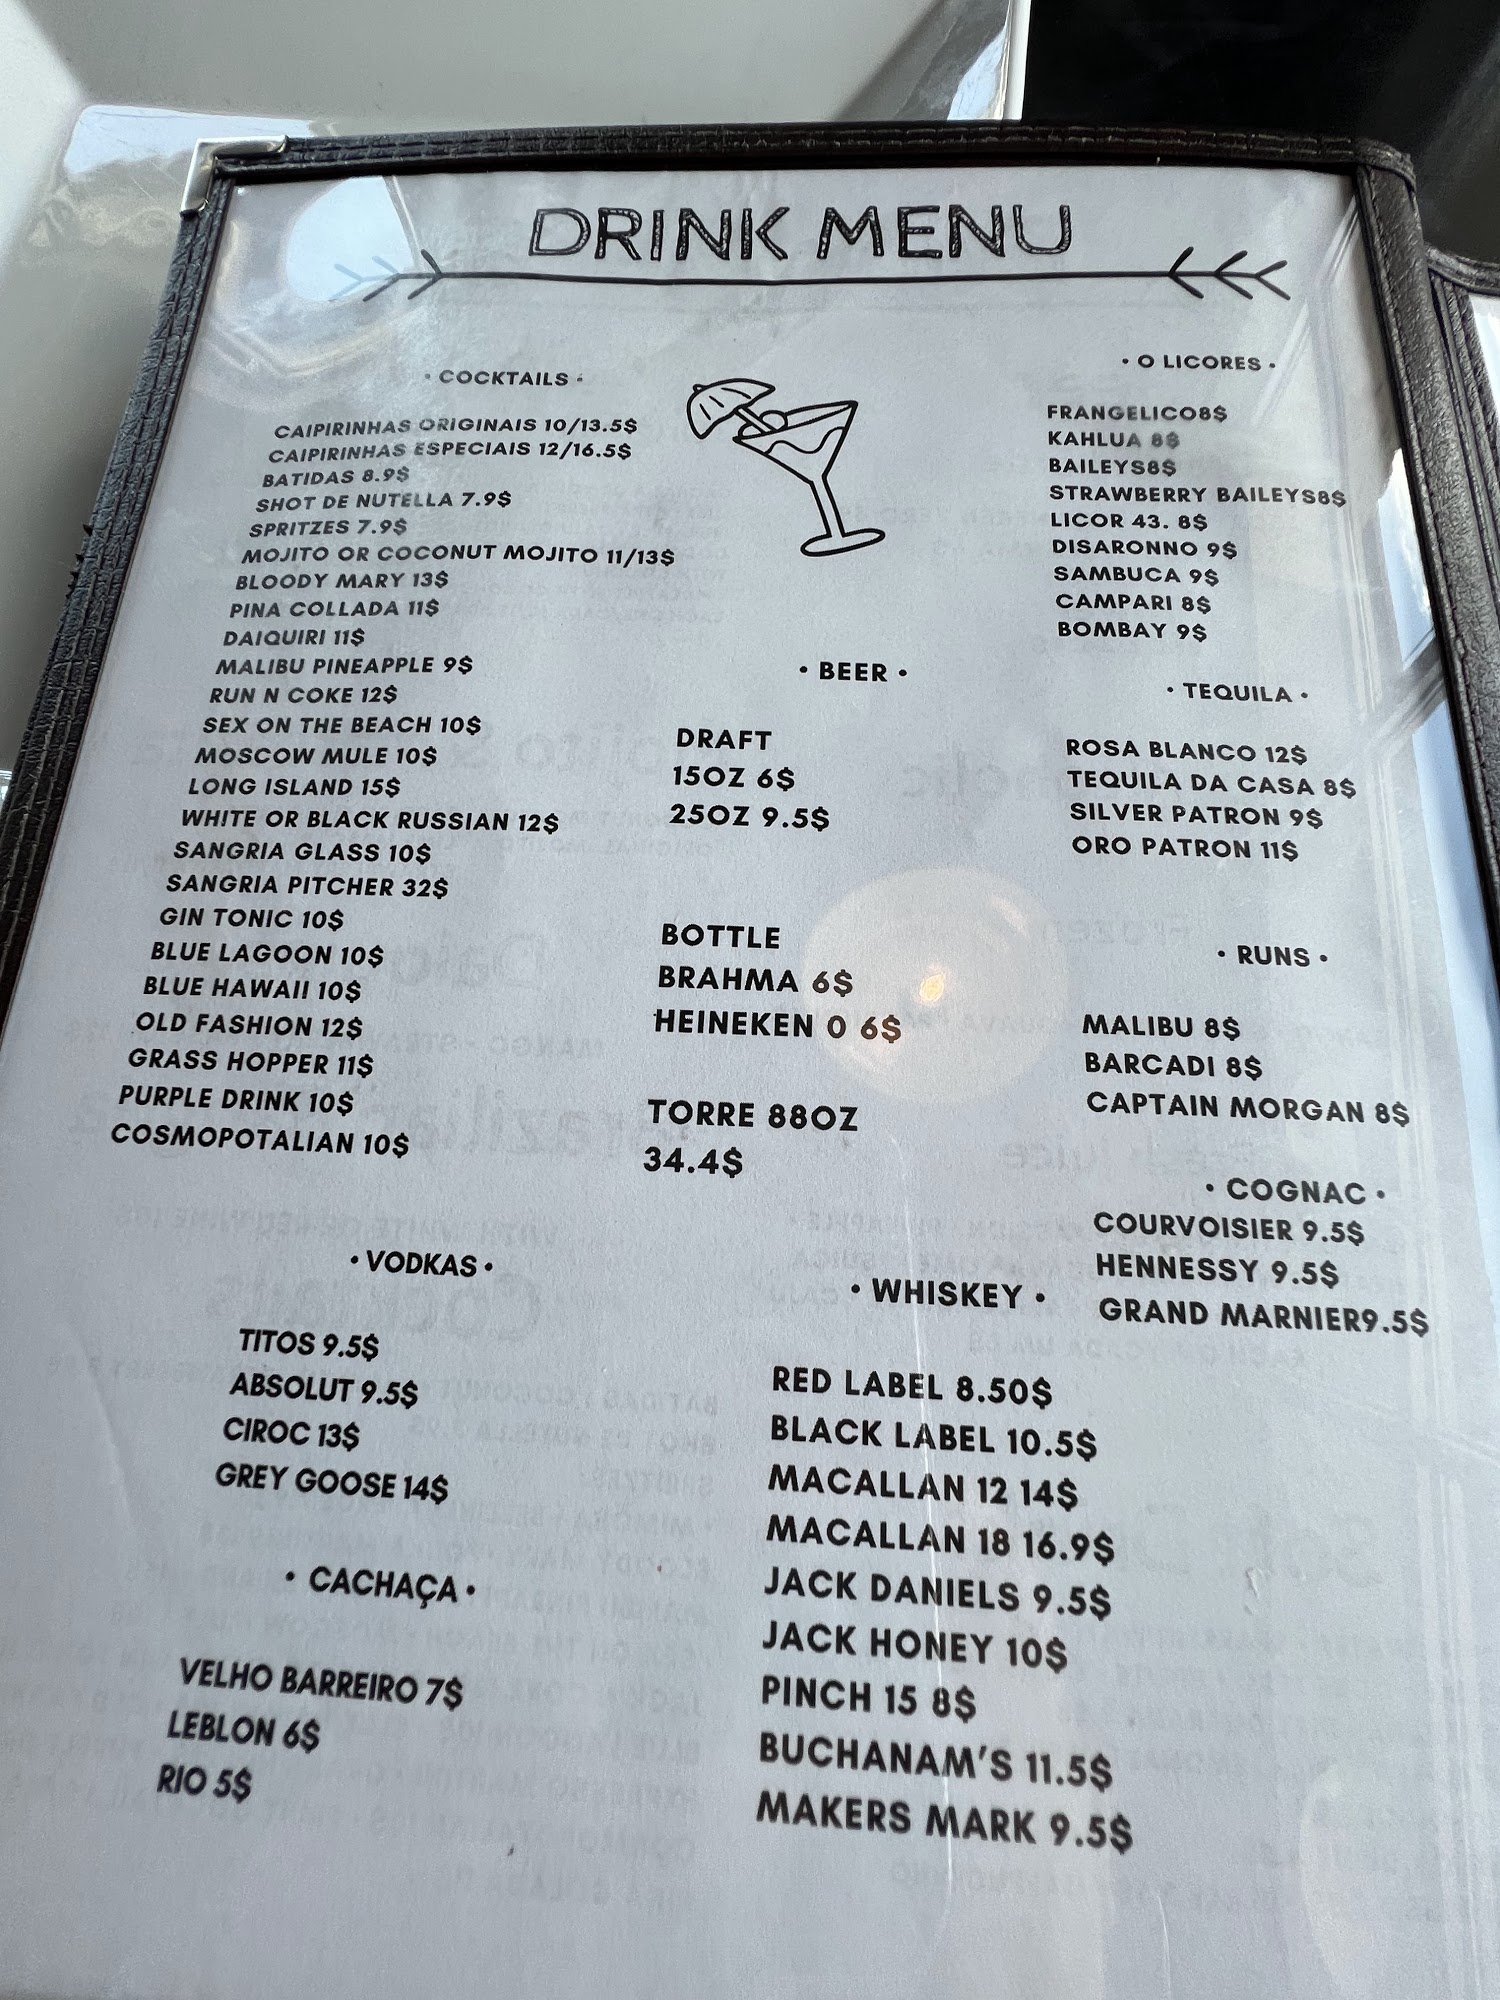 DRINK MENU
• COCKTAILS •
CAIPIRINHAS ORIGINAIS 10/13.5$
CAIPIRINHAS ESPECIAIS 12/16.5$
BATIDAS 8.9$
SHOT DE NUTELLA 7.9$
SPRITZES 7.9$
MOJITO OR COCONUT MOJITO 11/13$
BLOODY MARY 13$
PINA COLLADA 11$
DAIQUIRI 11$
MALIBU PINEAPPLE 9$
RUN N COKE 12$
SEX ON THE BEACH 10$
MOSCOW MULE 10$
LONG ISLAND 15$
WHITE OR BLACK RUSSIAN 12$
SANGRIA GLASS 10$
SANGRIA PITCHER 32$
GIN TONIC 10$
BLUE LAGOON 10$
BLUE HAWAII 10$
OLD FASHION 12$
GRASS HOPPER 11$
PURPLE DRINK 10$
COSMOPOTALIAN 10$
• VODKAS •
TITOS 9.5$
ABSOLUT 9.5$
CIROC 13$
GREY GOOSE 14$
• CACHAÇA •
VELHO BARREIRO 7$
LEBLON 6$
RIO 5$
• BEER •
DRAFT
15OZ 6$
25OZ 9.5$
BOTTLE
BRAHMA 6$
HEINEKEN 0 6$
TORRE 88OZ
34.4$
• WHISKEY •
RED LABEL 8.50$
BLACK LABEL 10.5$
MACALLAN 12 14$
MACALLAN 18 16.9$
JACK DANIELS 9.5$
JACK HONEY 10$
PINCH 15 8$
BUCHANAM'S 11.5$
MAKERS MARK 9.5$
• O LICORES •
FRANGELICO8$
KAHLUA 8$
BAILEYS8$
STRAWBERRY BAILEYS8$
LICOR 43. 8$
DISARONNO 9$
SAMBUCA 9$
CAMPARI 8$
BOMBAY 9$
• TEQUILA •
ROSA BLANCO 12$
TEQUILA DA CASA 8$
SILVER PATRON 9$
ORO PATRON 11$
• RUNS •
MALIBU 8$
BARCADI 8$
CAPTAIN MORGAN 8$
• COGNAC •
COURVOISIER 9.5$
HENNESSY 9.5$
GRAND MARNIER9.5$